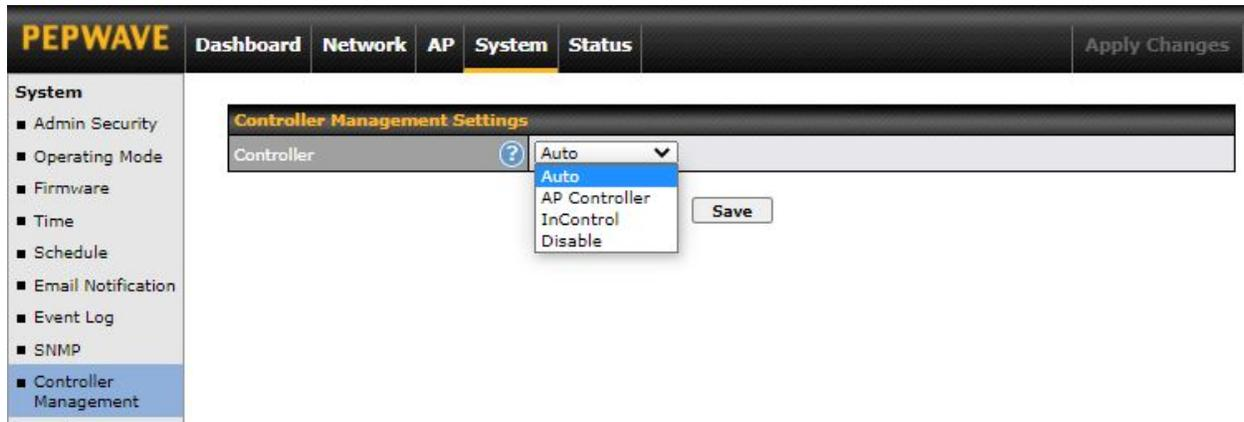 PEPWAVE Dashboard Network AP System Status Apply Changes
System
Admin Security
Operating Mode
Firmware
Time
Schedule
Email Notification
Event Log
SNMP
Controller
Management
Controller Management Settings
Controller ? Auto
Auto
AP Controller
InControl
Disable
Save